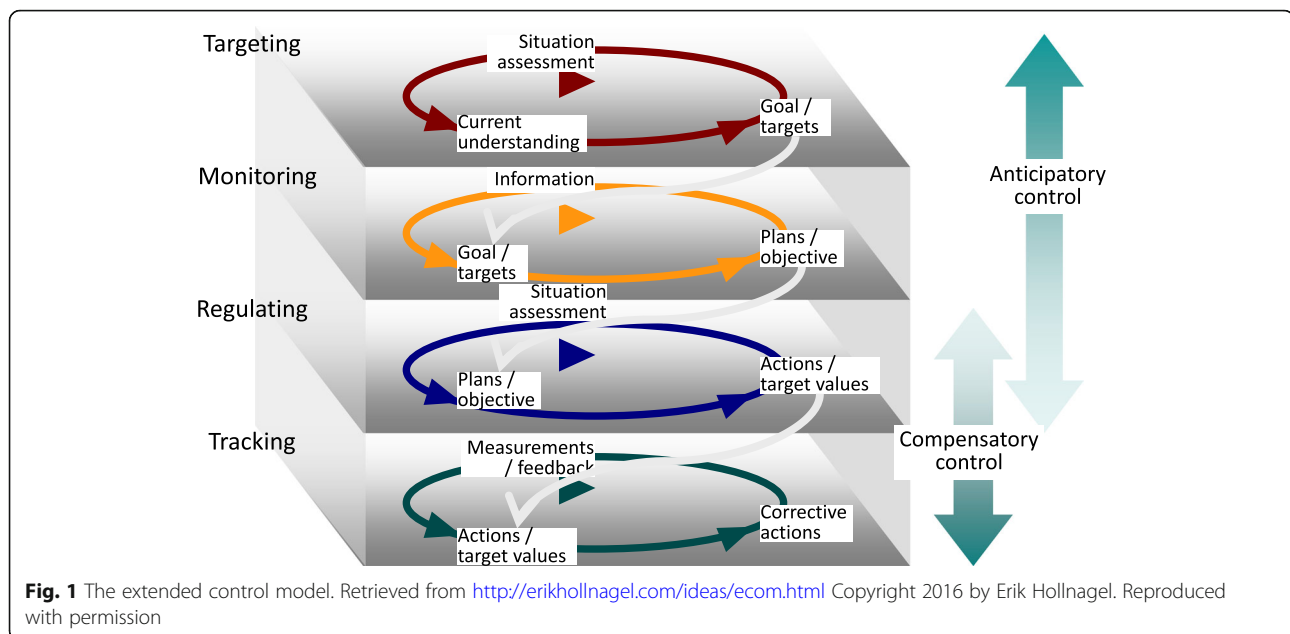 Targeting
Situation
assessment
Current
understanding
Goal /
targets
Monitoring
Information
Goal /
targets
Plans /
objective
Regulating
Situation
assessment
Plans /
objective
Actions /
target values
Tracking
Measurements
/ feedback
Actions /
target values
Corrective
actions
Anticipatory
control
Compensatory
control
Fig. 1 The extended control model. Retrieved from http://erikhollnagel.com/ideas/ecom.html Copyright 2016 by Erik Hollnagel. Reproduced
with permission